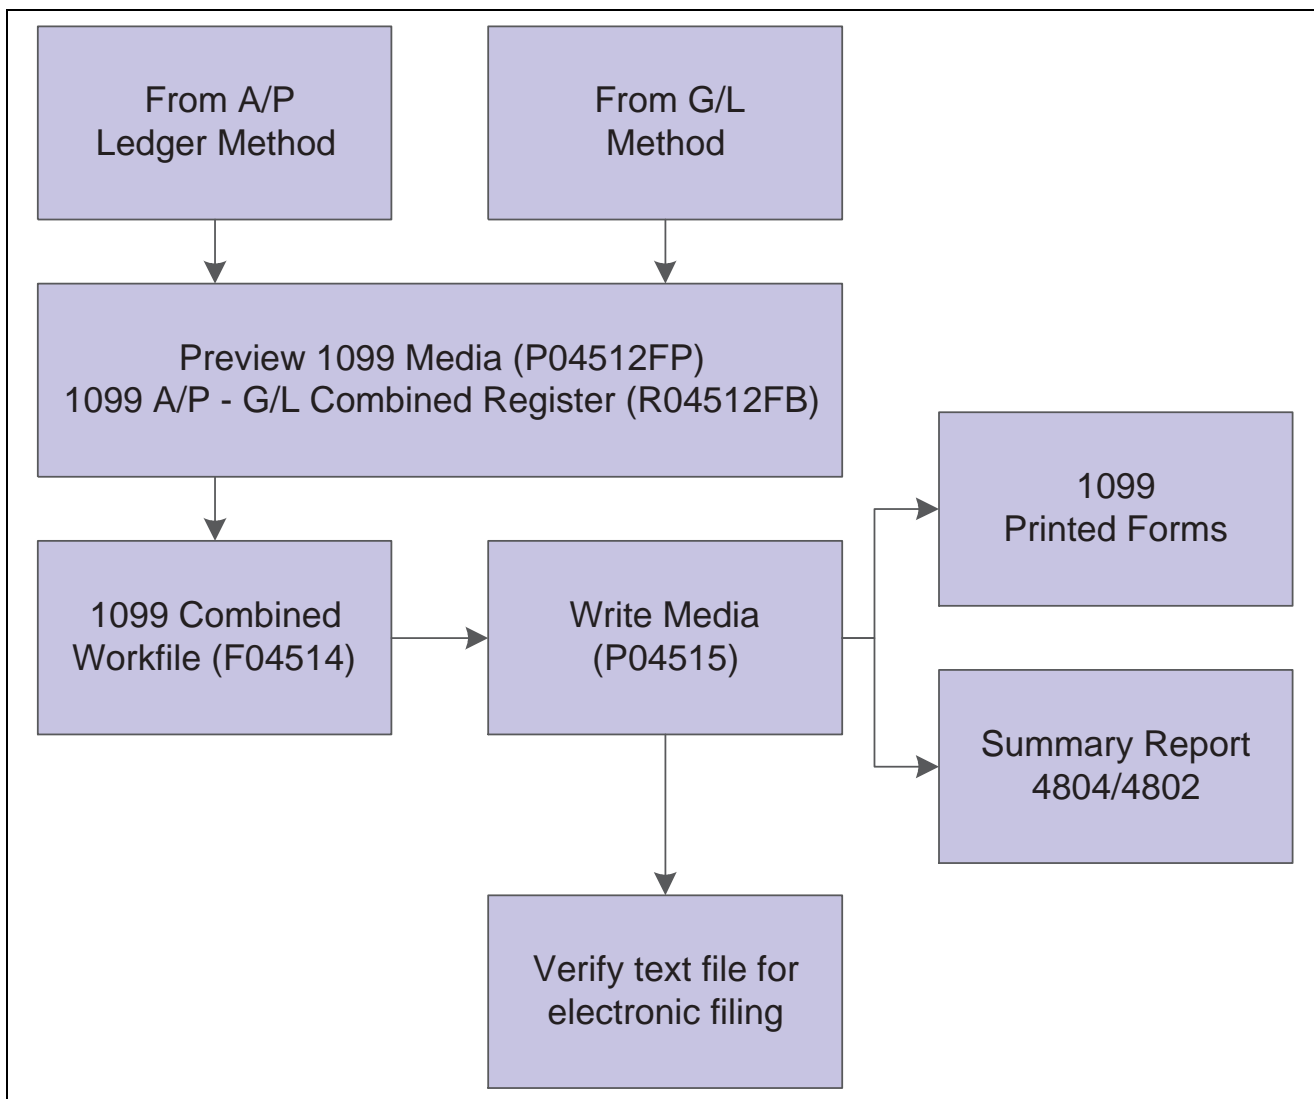 From A/P
Ledger Method
From G/L
Method
Preview 1099 Media (P04512FP)
1099 A/P - G/L Combined Register (R04512FB)
1099 Combined
Workfile (F04514)
Write Media
(P04515)
1099
Printed Forms
Summary Report
4804/4802
Verify text file for
electronic filing